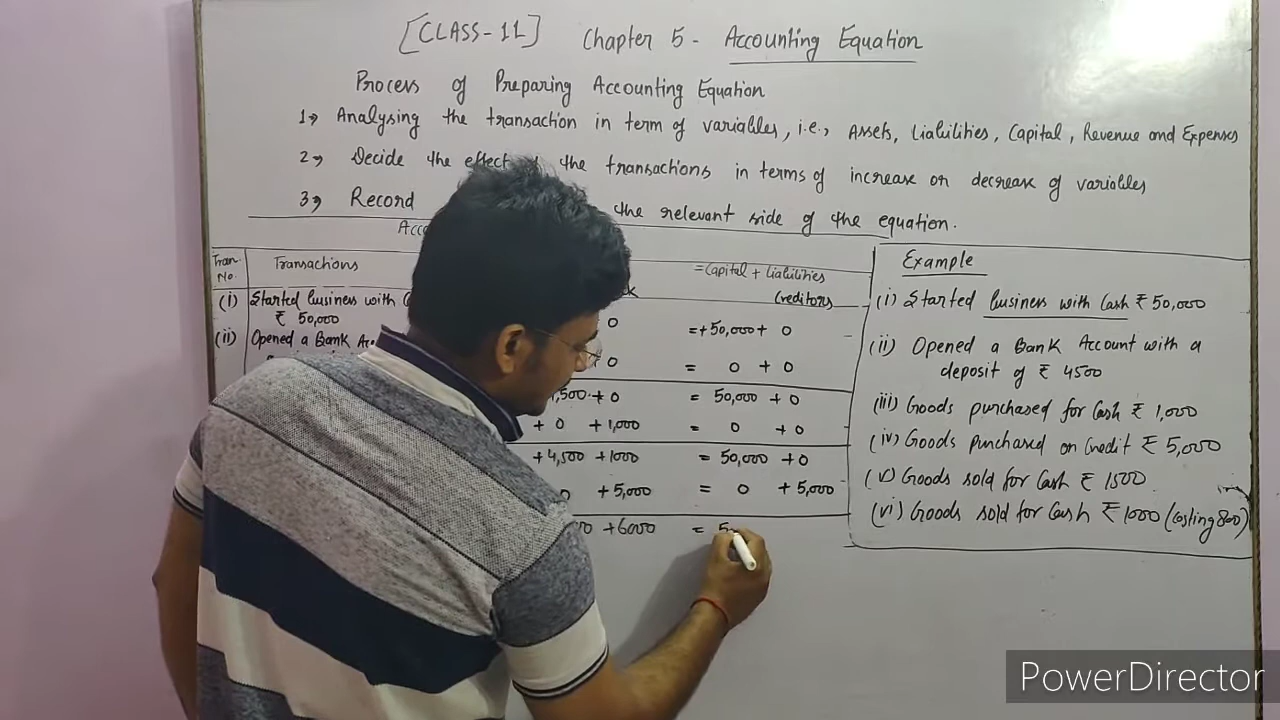 [CLASS-11] Chapter 5 - Accounting Equation
Process of Preparing Accounting Equation
1→ Analysing the transaction in term of variables, i.e., Assets, Liabilities, Capital, Revenue and Expenses
2→ Decide the effect the transactions in terms of increase or decrease of variables
3→ Record the relevant side of the equation.
Tran. No. Transactions = Capital + Liabilities
Creditors
(i) Started business with 0 = +50,000 + 0
₹ 50,000
(ii) Opened a Bank + 0 = 0 + 0
,500 + 0 = 50,000 + 0
+ 0 + 1,000 = 0 + 0
+ 4,500 + 1000 = 50,000 + 0
0 + 5,000 = 0 + 5,000
+ 6000 = 5
Example
(i) Started business with Cash ₹ 50,000
(ii) Opened a Bank Account with a
deposit of ₹ 4500
(iii) Goods purchased for Cash ₹ 1,000
(iv) Goods purchased on Credit ₹ 5,000
(v) Goods sold for Cash ₹ 1500
(vi) Goods sold for Cash ₹ 1000 (Costing 800)
PowerDirector